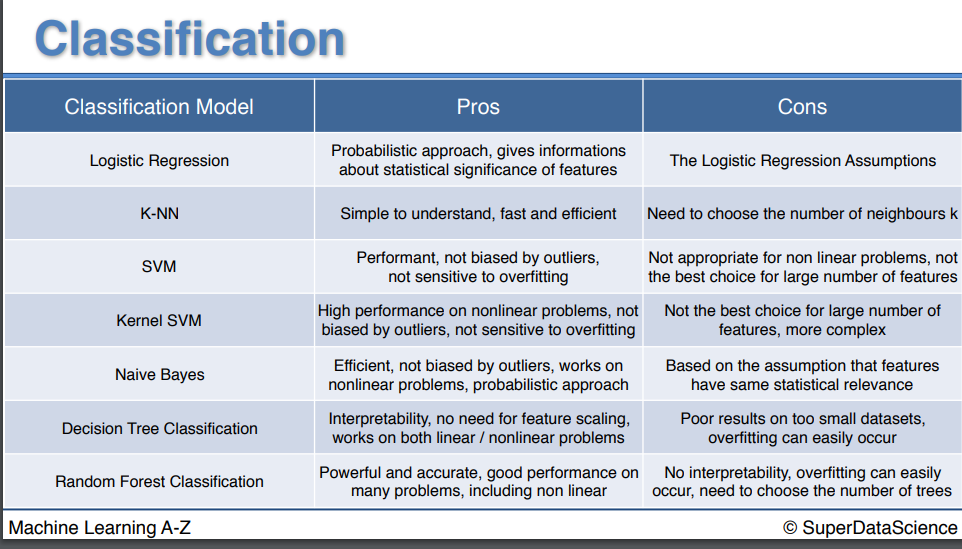 Classification
Classification Model Pros Cons
Logistic Regression
Probabilistic approach, gives informations
about statistical significance of features
The Logistic Regression Assumptions
K-NN
Simple to understand, fast and efficient
Need to choose the number of neighbours k
SVM
Performant, not biased by outliers,
not sensitive to overfitting
Not appropriate for non linear problems, not
the best choice for large number of features
Kernel SVM
High performance on nonlinear problems, not
biased by outliers, not sensitive to overfitting
Not the best choice for large number of
features, more complex
Naive Bayes
Efficient, not biased by outliers, works on
nonlinear problems, probabilistic approach
Based on the assumption that features
have same statistical relevance
Decision Tree Classification
Interpretability, no need for feature scaling,
works on both linear / nonlinear problems
Poor results on too small datasets,
overfitting can easily occur
Random Forest Classification
Powerful and accurate, good performance on
many problems, including non linear
No interpretability, overfitting can easily
occur, need to choose the number of trees
Machine Learning A-Z
© SuperDataScience